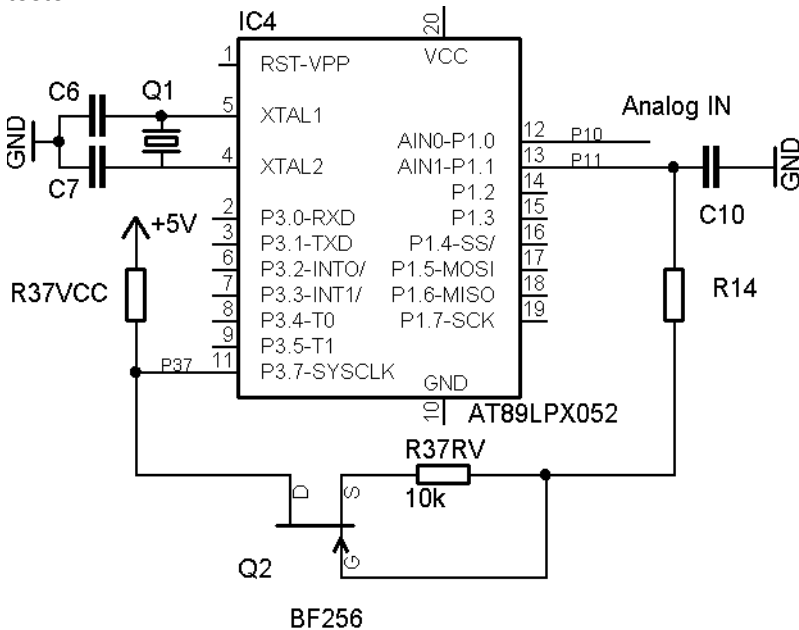 IC4
20
VCC
1
RST-VPP
C6
Q1
5
XTAL1
Analog IN
GND
AIN0-P1.0
12
P10
4
XTAL2
AIN1-P1.1
13
P11
GND
C7
P1.2
14
+5V
2
P3.0-RXD
P1.3
15
C10
3
P3.1-TXD
P1.4-SS/
16
6
P3.2-INTO/
P1.5-MOSI
17
R37VCC
7
P3.3-INT1/
P1.6-MISO
18
R14
8
P3.4-T0
P1.7-SCK
19
9
P3.5-T1
P37
11
P3.7-SYSCLK
GND
10
AT89LPX052
R37RV
10k
D
S
G
Q2
BF256